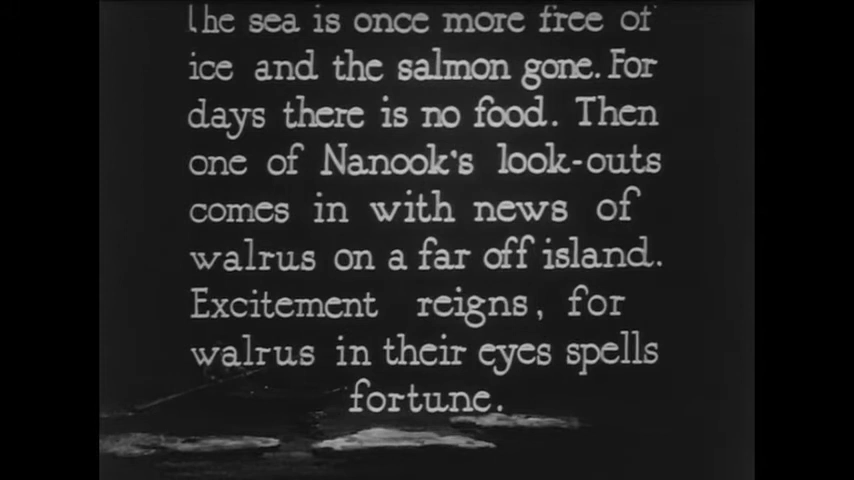 The sea is once more free of
ice and the salmon gone. For
days there is no food. Then
one of Nanook's look-outs
comes in with news of
walrus on a far off island.
Excitement reigns, for
walrus in their eyes spells
fortune.